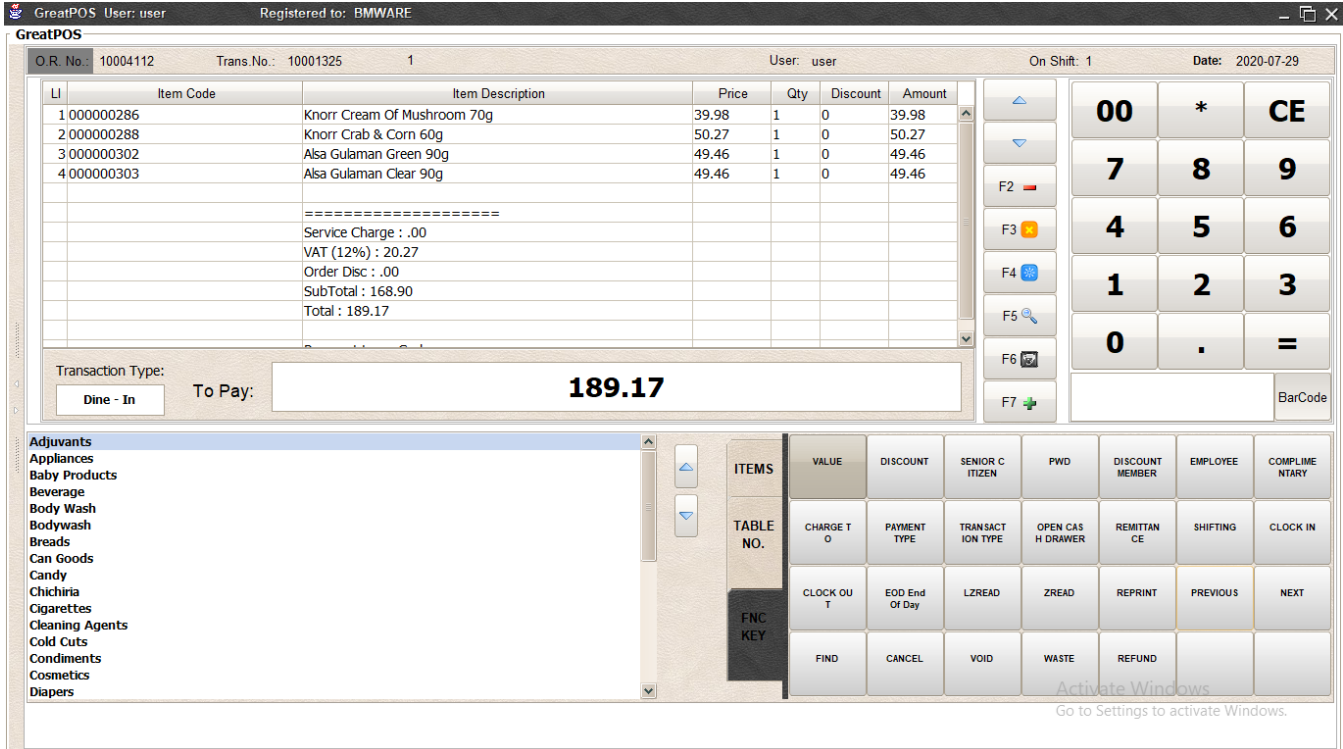 GreatPOS User: user Registered to: BMWARE
GreatPOS
O.R. No.: 10004112 Trans.No.: 10001325 1 User: user On Shift: 1 Date: 2020-07-29
LI Item Code Item Description Price Qty Discount Amount
1 000000286 Knorr Cream Of Mushroom 70g 39.98 1 0 39.98
2 000000288 Knorr Crab & Corn 60g 50.27 1 0 50.27
3 000000302 Alsa Gulaman Green 90g 49.46 1 0 49.46
4 000000303 Alsa Gulaman Clear 90g 49.46 1 0 49.46
=====================
Service Charge : .00
VAT (12%) : 20.27
Order Disc : .00
SubTotal : 168.90
Total : 189.17
Transaction Type:
Dine - In
To Pay: 189.17
F2
F3
F4
F5
F6
F7
00 * CE
7 8 9
4 5 6
1 2 3
0 . =
BarCode
Adjuvants
Appliances
Baby Products
Beverage
Body Wash
Bodywash
Breads
Can Goods
Candy
Chichiria
Cigarettes
Cleaning Agents
Cold Cuts
Condiments
Cosmetics
Diapers
ITEMS
TABLE
NO.
FNC
KEY
VALUE
DISCOUNT
SENIOR C
ITIZEN
PWD
DISCOUNT
MEMBER
EMPLOYEE
COMPLIME
NTARY
CHARGE T
O
PAYMENT
TYPE
TRANSACT
ION TYPE
OPEN CAS
H DRAWER
REMITTAN
CE
SHIFTING
CLOCK IN
CLOCK OU
T
EOD End
Of Day
LZREAD
ZREAD
REPRINT
PREVIOUS
NEXT
FIND
CANCEL
VOID
WASTE
REFUND
Activate Windows
Go to Settings to activate Windows.